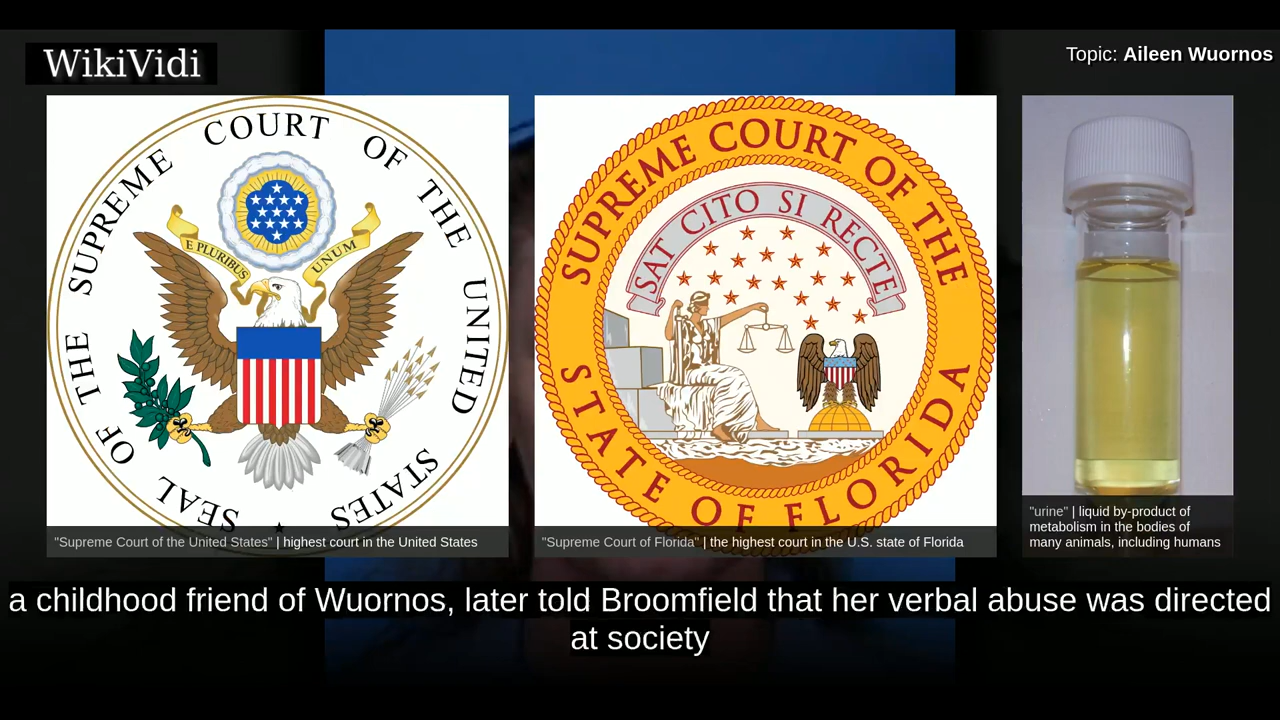 WikiVidi
Topic: Aileen Wuornos
SEAL OF THE SUPREME COURT OF THE UNITED STATES
E PLURIBUS UNUM
"Supreme Court of the United States" | highest court in the United States
SUPREME COURT OF THE
STATE OF FLORIDA
SAT CITO SI RECTE
"Supreme Court of Florida" | the highest court in the U.S. state of Florida
"urine" | liquid by-product of
metabolism in the bodies of
many animals, including humans
a childhood friend of Wuornos, later told Broomfield that her verbal abuse was directed
at society